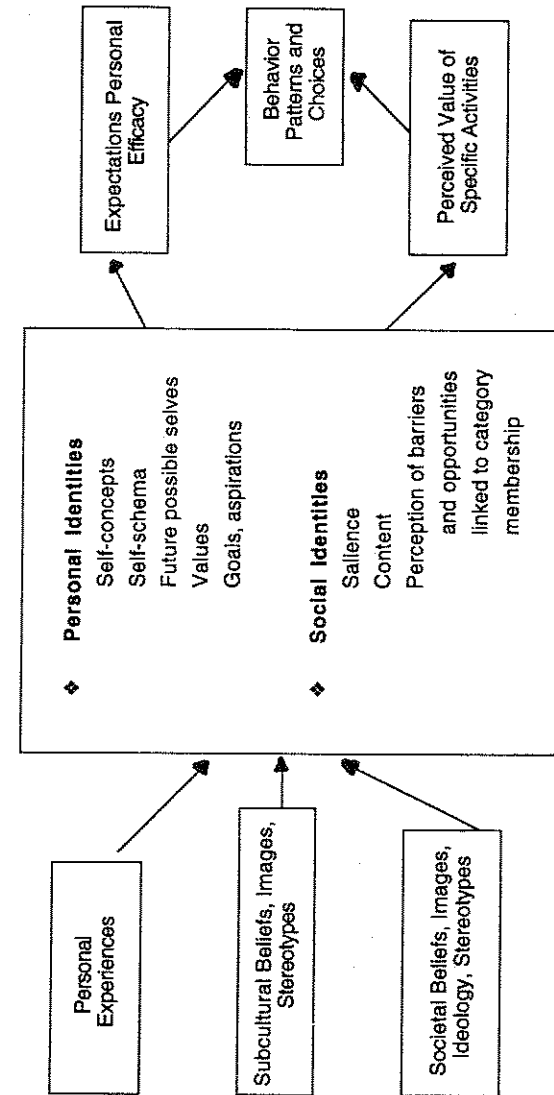 Personal
Experiences
Subcultural Beliefs, Images,
Stereotypes
Societal Beliefs, Images,
Ideology, Stereotypes
❖ Personal Identities
Self-concepts
Self-schema
Future possible selves
Values
Goals, aspirations
❖ Social Identities
Salience
Content
Perception of barriers
and opportunities
linked to category
membership
Expectations Personal
Efficacy
Behavior
Patterns and
Choices
Perceived Value of
Specific Activities